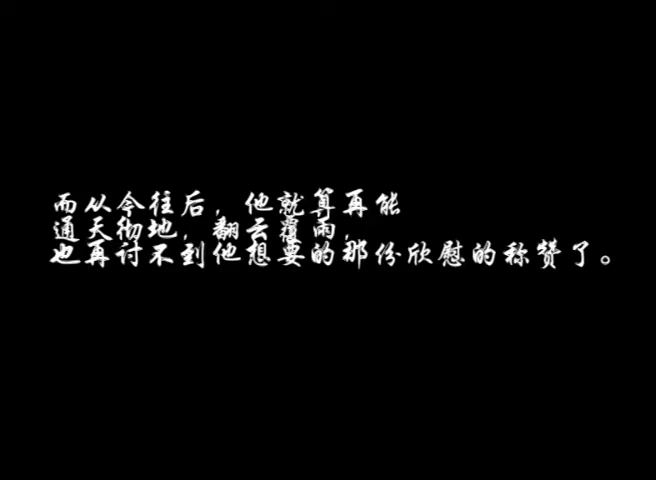 而从今往后，他就算再能
通天彻地，翻云覆雨，
也再讨不到他想要的那份欣慰的称赞了。